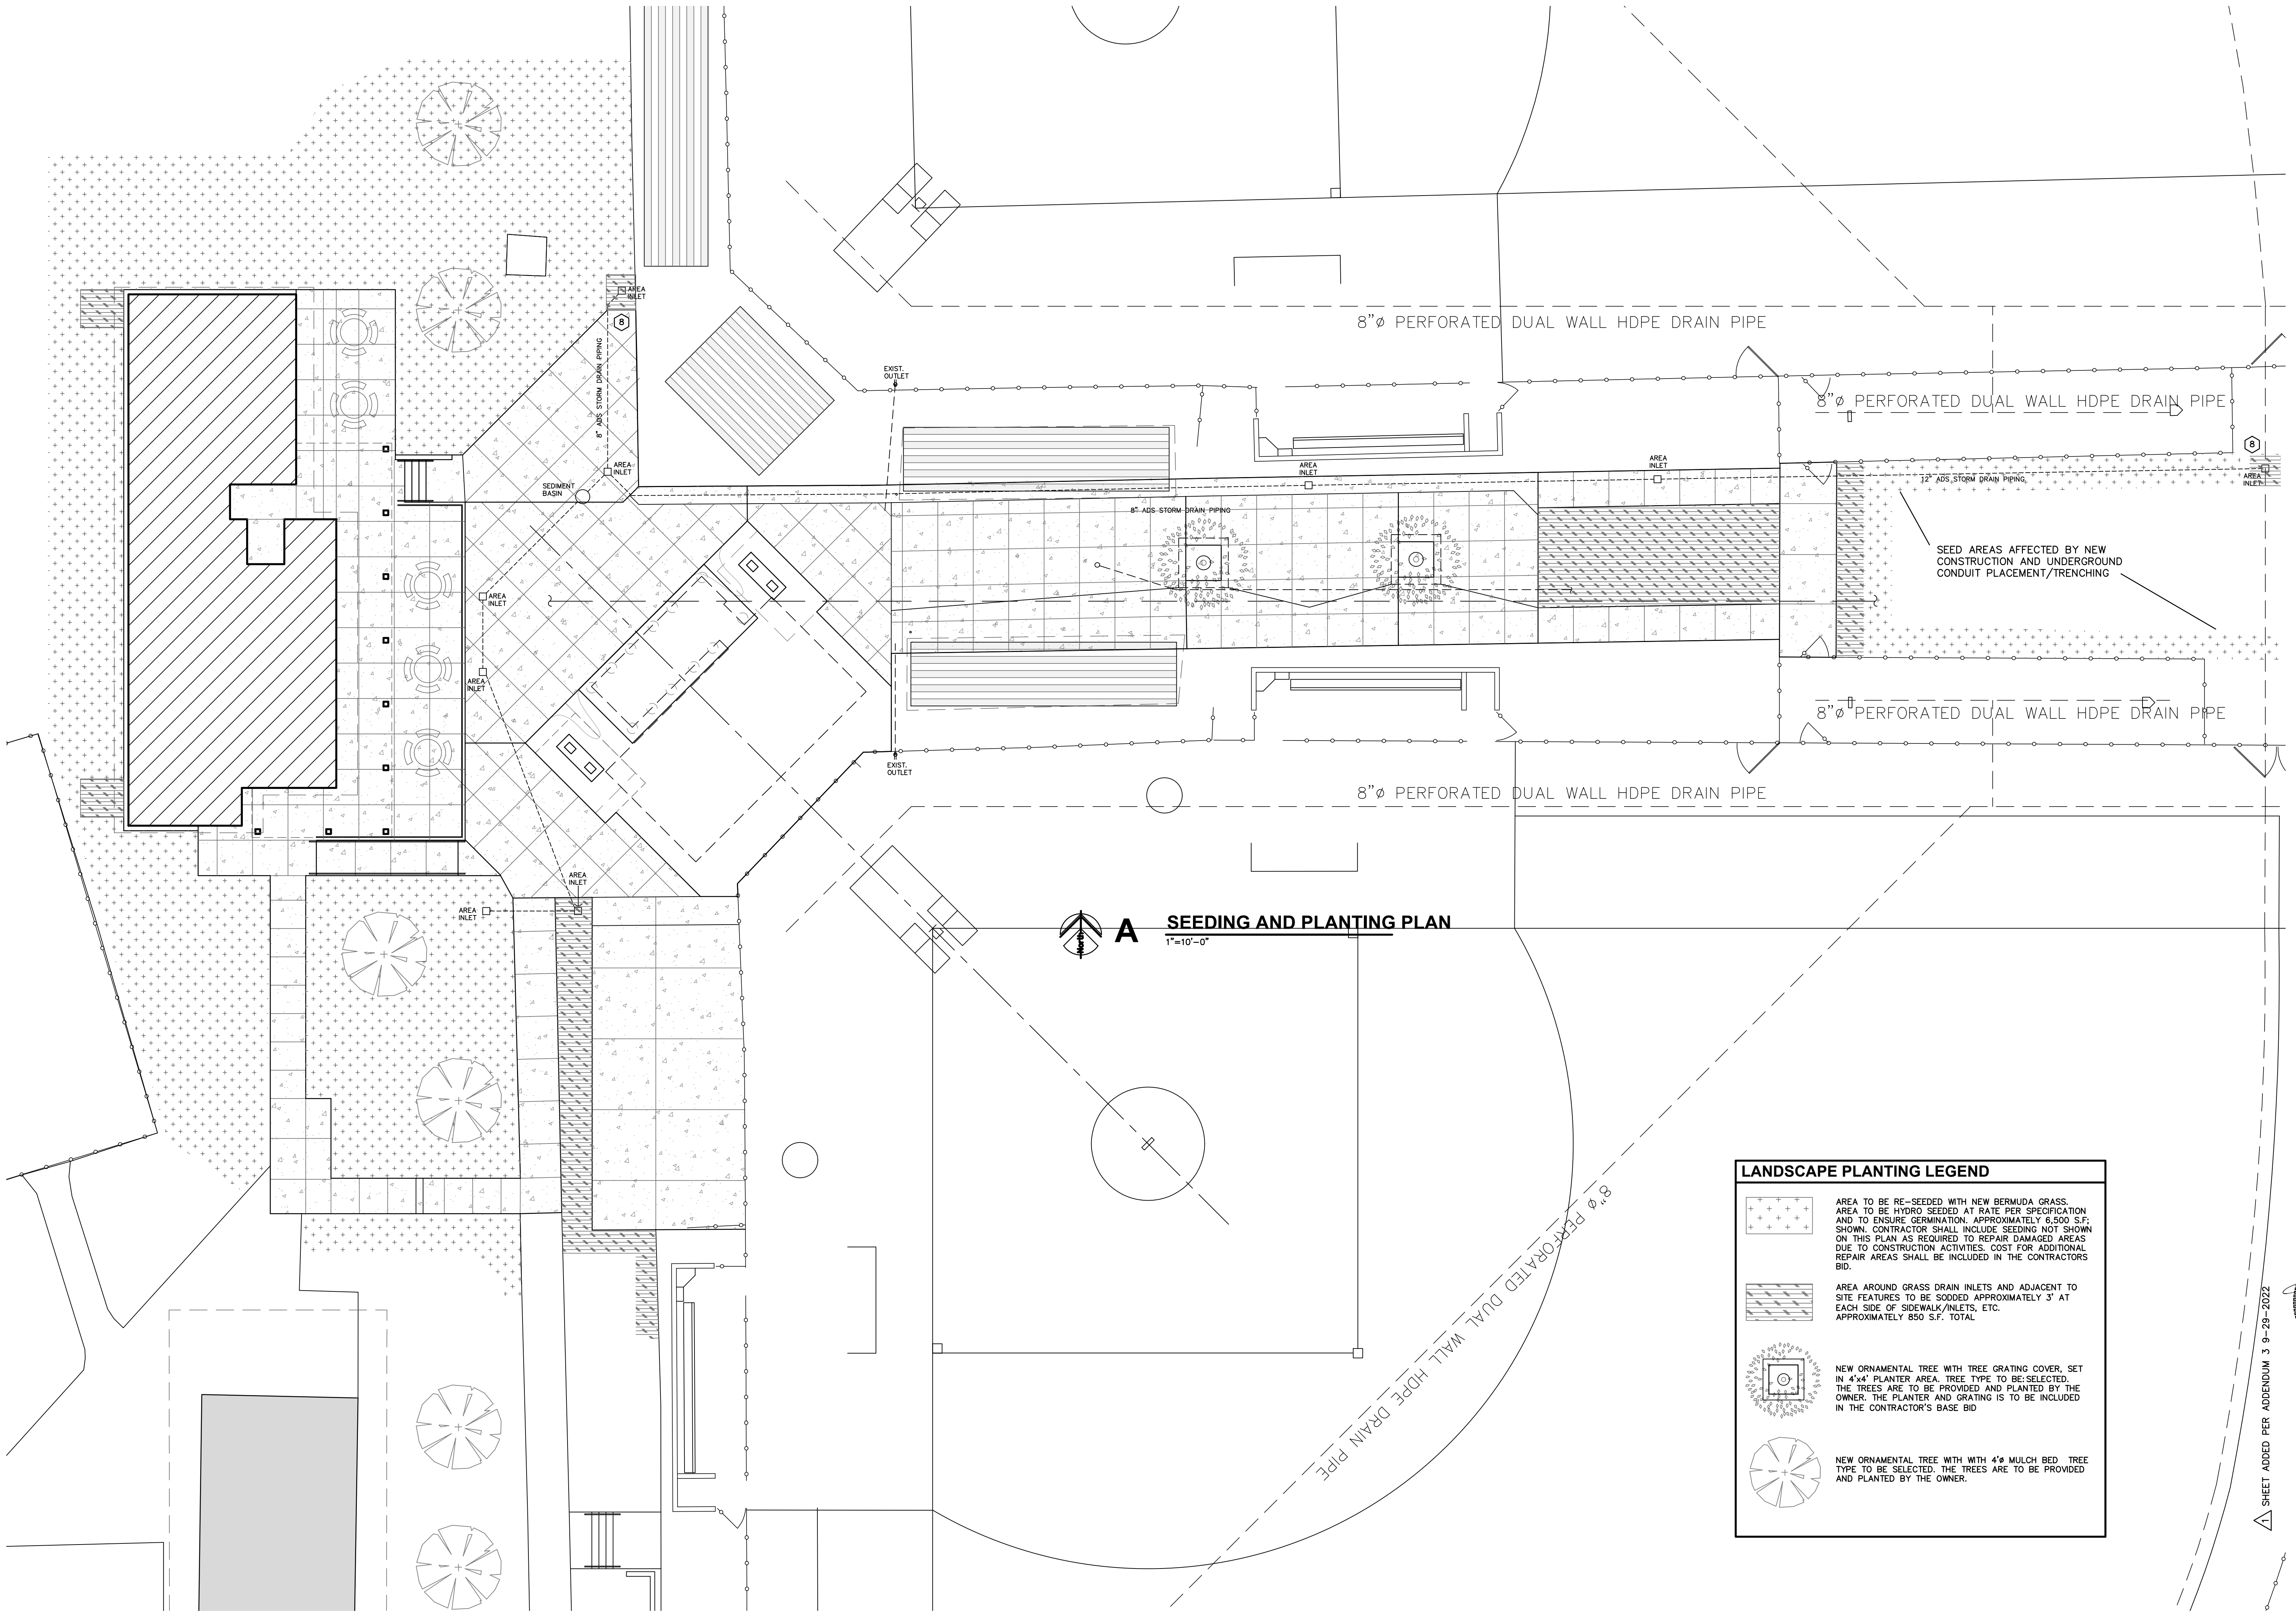 AREA
INLET
8
8" ADS STORM DRAIN PIPING
8"ø PERFORATED DUAL WALL HDPE DRAIN PIPE
EXIST.
OUTLET
8"ø PERFORATED DUAL WALL HDPE DRAIN PIPE
8
AREA
INLET
SEDIMENT
BASIN
AREA
INLET
AREA
INLET
AREA
INLET
12" ADS STORM DRAIN PIPING
8" ADS STORM DRAIN PIPING
SEED AREAS AFFECTED BY NEW
CONSTRUCTION AND UNDERGROUND
CONDUIT PLACEMENT/TRENCHING
AREA
INLET
AREA
INLET
8"ø PERFORATED DUAL WALL HDPE DRAIN PIPE
EXIST.
OUTLET
8"ø PERFORATED DUAL WALL HDPE DRAIN PIPE
AREA
INLET
AREA
INLET
North
A
SEEDING AND PLANTING PLAN
1"=10'-0"
8"ø PERFORATED DUAL WALL HDPE DRAIN PIPE
LANDSCAPE PLANTING LEGEND
AREA TO BE RE-SEEDED WITH NEW BERMUDA GRASS.
AREA TO BE HYDRO SEEDED AT RATE PER SPECIFICATION
AND TO ENSURE GERMINATION. APPROXIMATELY 6,500 S.F;
SHOWN. CONTRACTOR SHALL INCLUDE SEEDING NOT SHOWN
ON THIS PLAN AS REQUIRED TO REPAIR DAMAGED AREAS
DUE TO CONSTRUCTION ACTIVITIES. COST FOR ADDITIONAL
REPAIR AREAS SHALL BE INCLUDED IN THE CONTRACTORS
BID.
AREA AROUND GRASS DRAIN INLETS AND ADJACENT TO
SITE FEATURES TO BE SODDED APPROXIMATELY 3' AT
EACH SIDE OF SIDEWALK/INLETS, ETC.
APPROXIMATELY 850 S.F. TOTAL
NEW ORNAMENTAL TREE WITH TREE GRATING COVER, SET
IN 4'x4' PLANTER AREA. TREE TYPE TO BE:SELECTED.
THE TREES ARE TO BE PROVIDED AND PLANTED BY THE
OWNER. THE PLANTER AND GRATING IS TO BE INCLUDED
IN THE CONTRACTOR'S BASE BID
NEW ORNAMENTAL TREE WITH WITH 4'ø MULCH BED TREE
TYPE TO BE SELECTED. THE TREES ARE TO BE PROVIDED
AND PLANTED BY THE OWNER.
1 SHEET ADDED PER ADDENDUM 3 9-29-2022